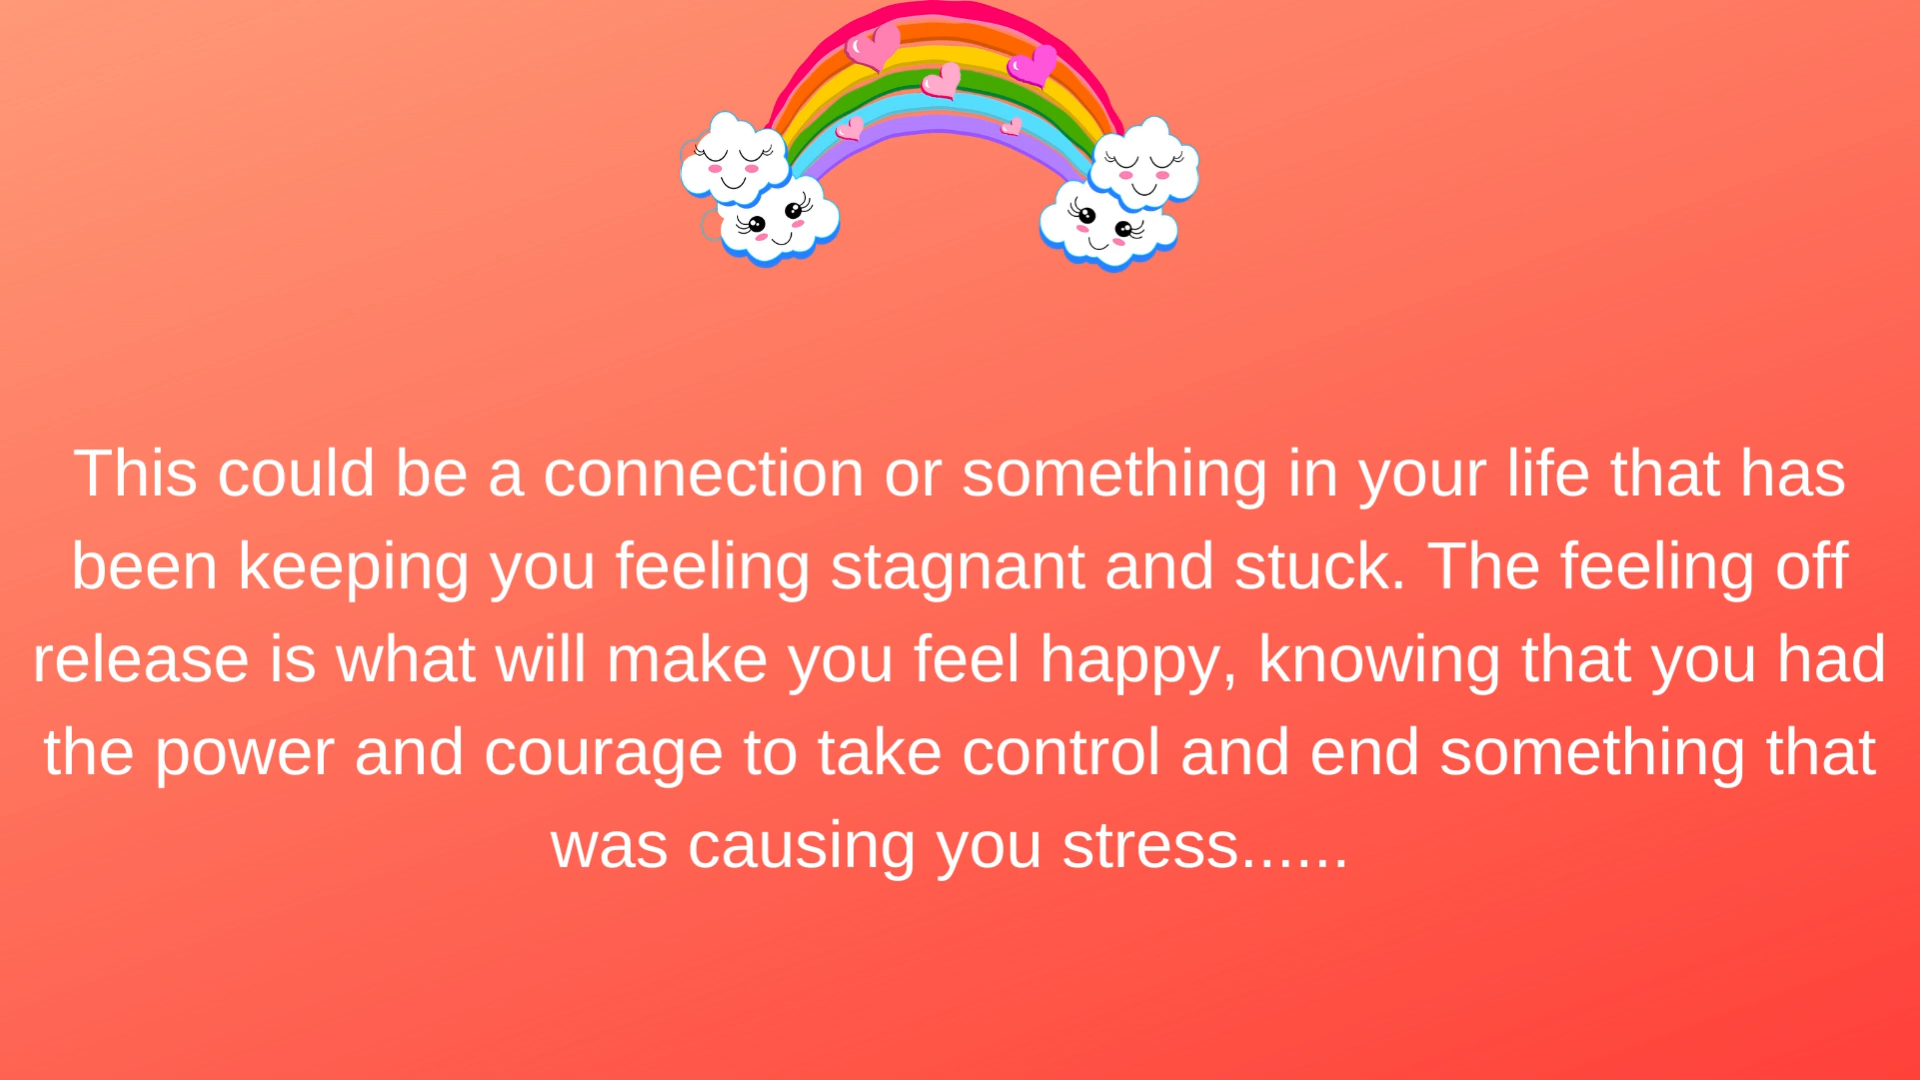 This could be a connection or something in your life that has
been keeping you feeling stagnant and stuck. The feeling off
release is what will make you feel happy, knowing that you had
the power and courage to take control and end something that
was causing you stress......